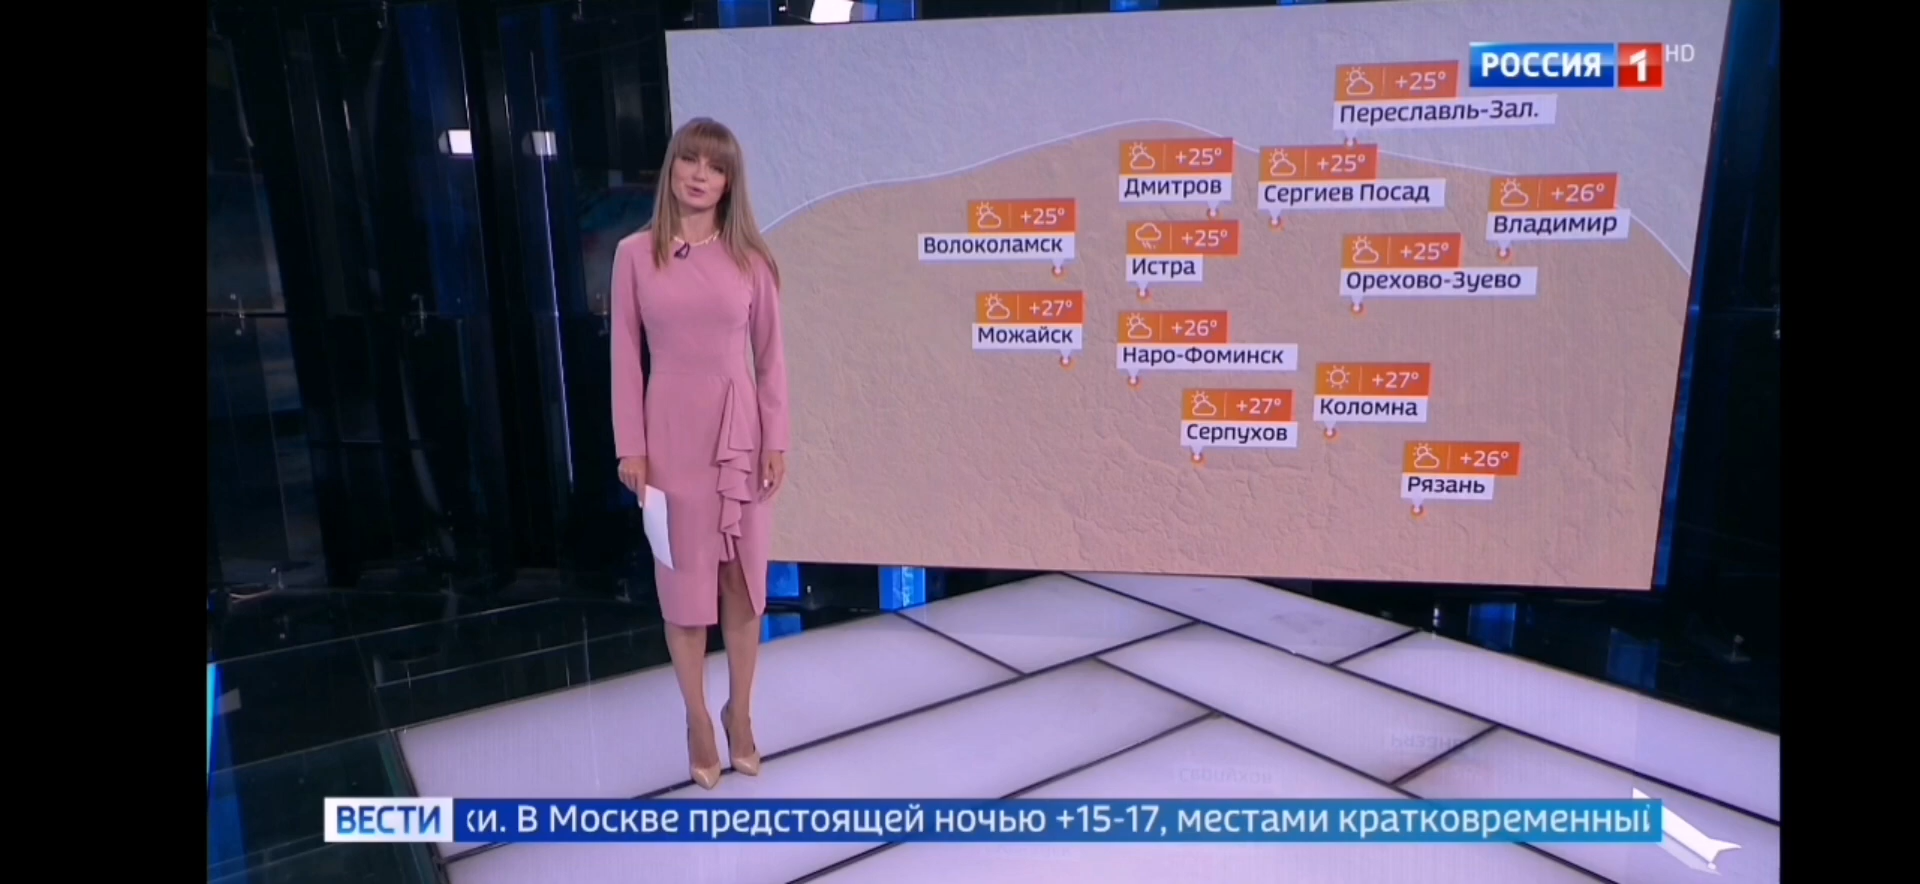 РОССИЯ 1 HD
+25°
Переславль-Зал.
+25°
Дмитров
+25°
Сергиев Посад
+26°
Владимир
+25°
Волоколамск
+25°
Истра
+25°
Орехово-Зуево
+27°
Можайск
+26°
Наро-Фоминск
+27°
Коломна
+27°
Серпухов
+26°
Рязань
ВЕСТИ ки. В Москве предстоящей ночью +15-17, местами кратковременный